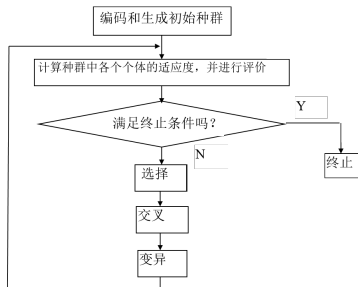 编码和生成初始种群
计算种群中各个个体的适应度，并进行评价
满足终止条件吗？
Y
N
终止
选择
交叉
变异